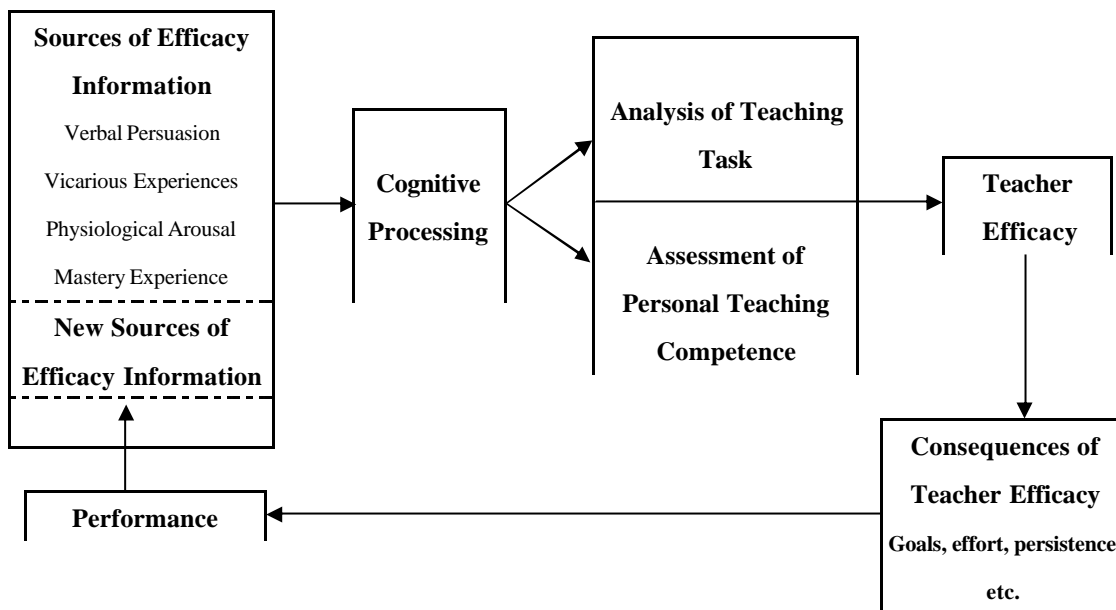 Sources of Efficacy
Information
Verbal Persuasion
Vicarious Experiences
Physiological Arousal
Mastery Experience
New Sources of
Efficacy Information
Cognitive
Processing
Analysis of Teaching
Task
Assessment of
Personal Teaching
Competence
Teacher
Efficacy
Consequences of
Teacher Efficacy
Goals, effort, persistence
etc.
Performance